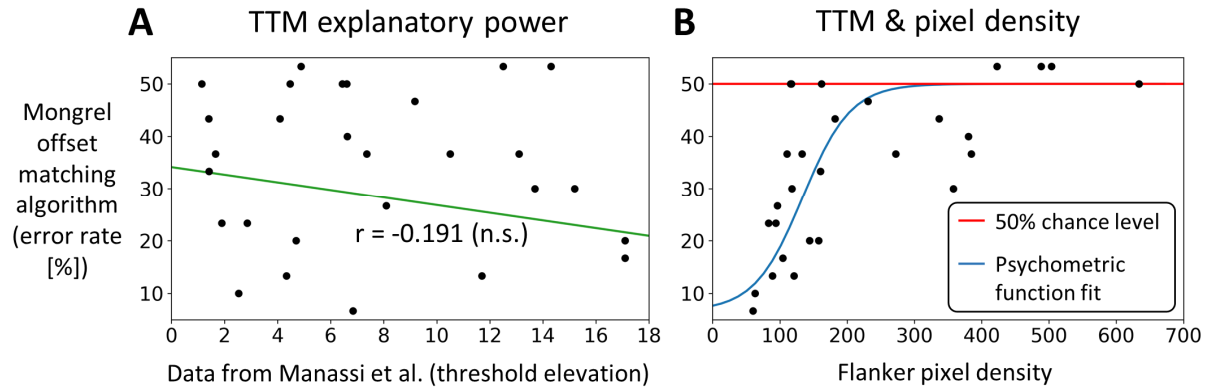 A TTM explanatory power
B TTM & pixel density
Mongrel
offset
matching
algorithm
(error rate
[%])
50
40
30
20
10
r = -0.191 (n.s.)
0 2 4 6 8 10 12 14 16 18
Data from Manassi et al. (threshold elevation)
50
40
30
20
10
50% chance level
Psychometric
function fit
0 100 200 300 400 500 600 700
Flanker pixel density